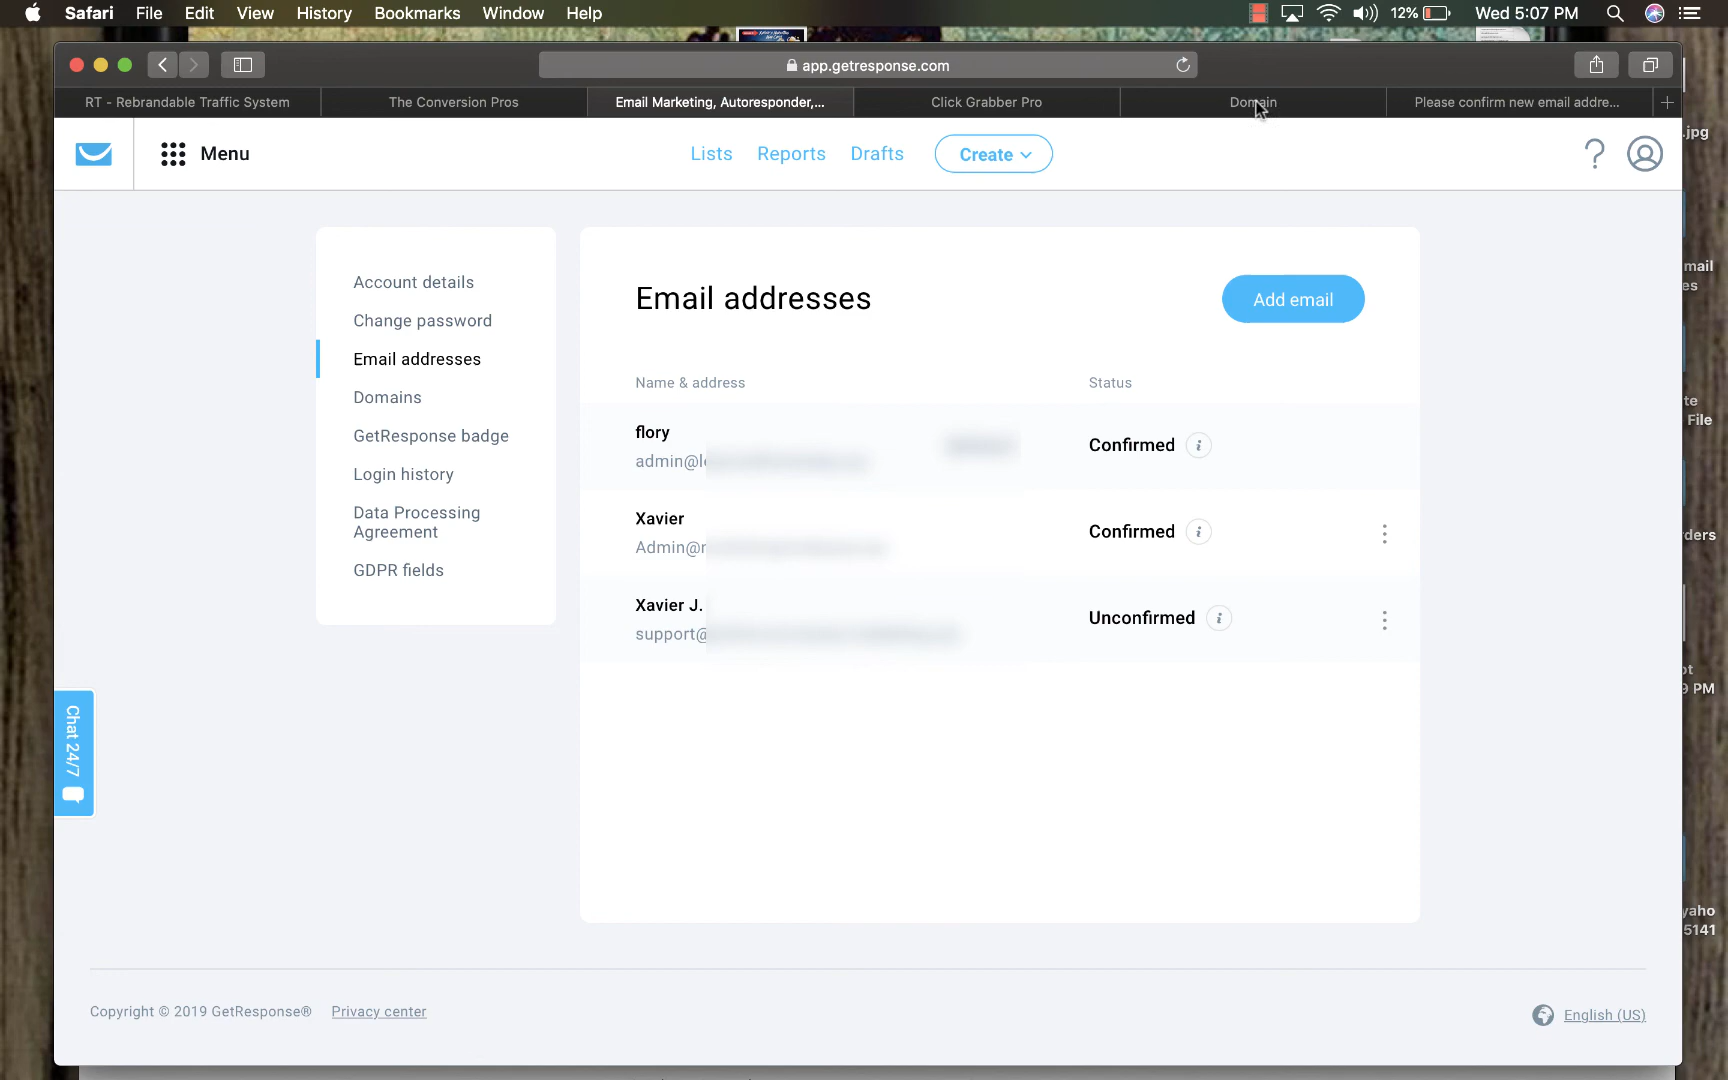 Safari File Edit View History Bookmarks Window Help 12% Wed 5:07 PM
app.getresponse.com
RT - Rebrandable Traffic System The Conversion Pros Email Marketing, Autoresponder,... Click Grabber Pro Domain Please confirm new email addre... +
.jpg
Menu Lists Reports Drafts Create ?
Account details
Change password
Email addresses
Domains
GetResponse badge
Login history
Data Processing
Agreement
GDPR fields
Email addresses Add email
Name & address Status
flory
admin@l
Confirmed i
Xavier
Admin@r
Confirmed i
Xavier J.
support@
Unconfirmed i
Chat 24/7
mail
es
te
File
ders
ot
9 PM
yaho
5141
Copyright © 2019 GetResponse® Privacy center English (US)